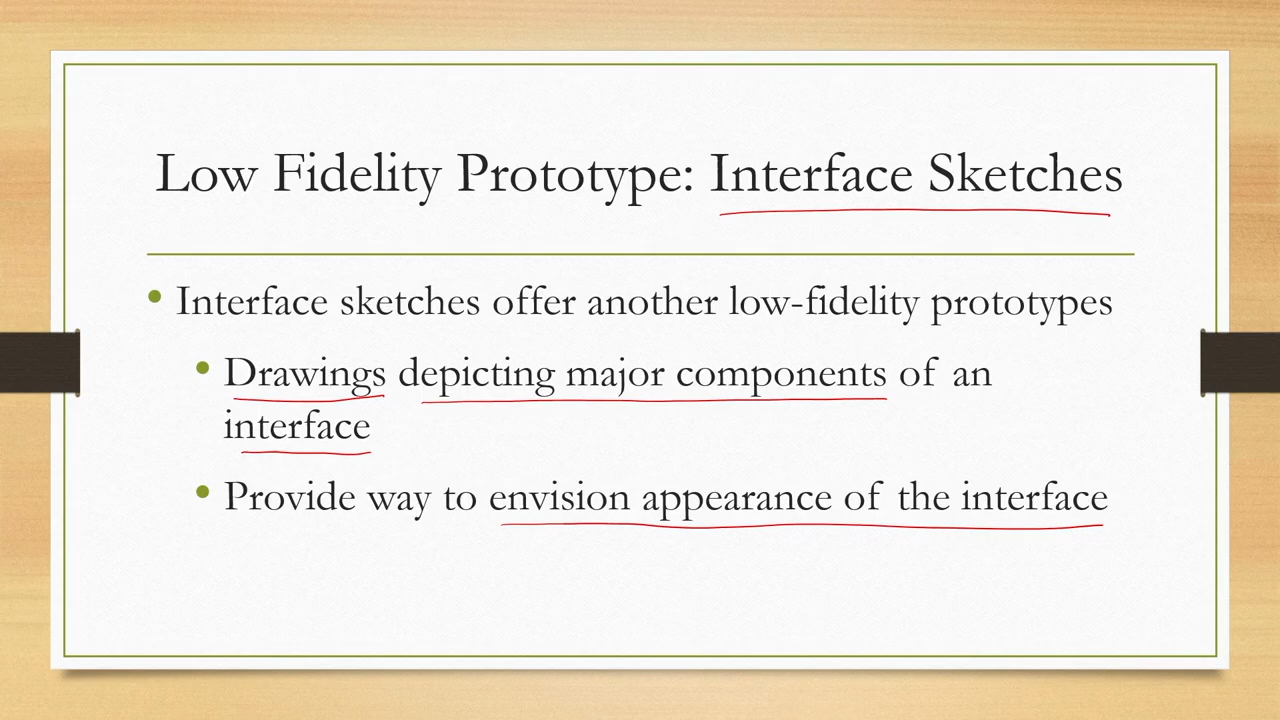 Low Fidelity Prototype: Interface Sketches
• Interface sketches offer another low-fidelity prototypes
• Drawings depicting major components of an
interface
• Provide way to envision appearance of the interface